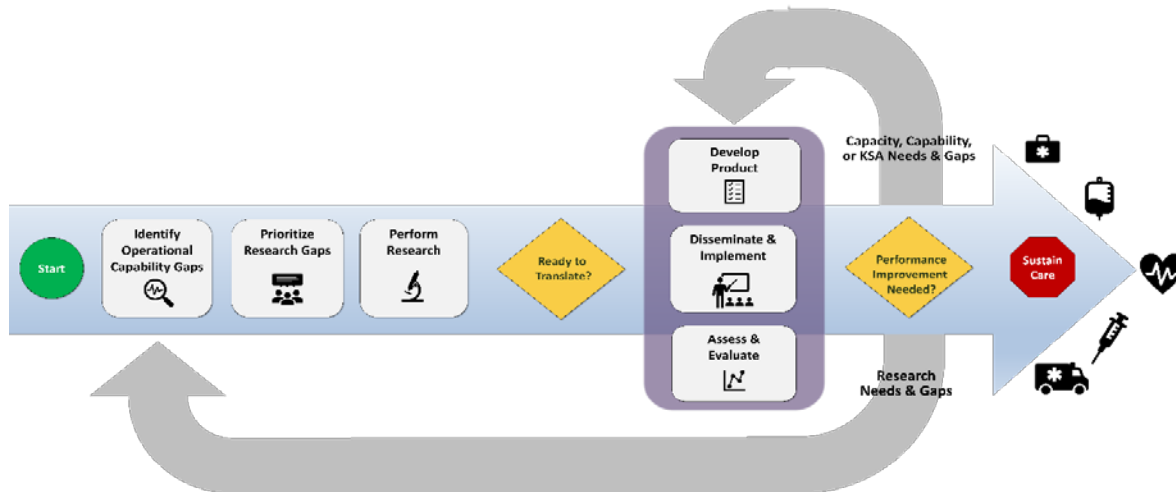 Start
Identify
Operational
Capability Gaps
Prioritize
Research Gaps
Perform
Research
Ready to
Translate?
Develop
Product
Disseminate &
Implement
Assess &
Evaluate
Capacity, Capability,
or KSA Needs & Gaps
Performance
Improvement
Needed?
Research
Needs & Gaps
Sustain
Care